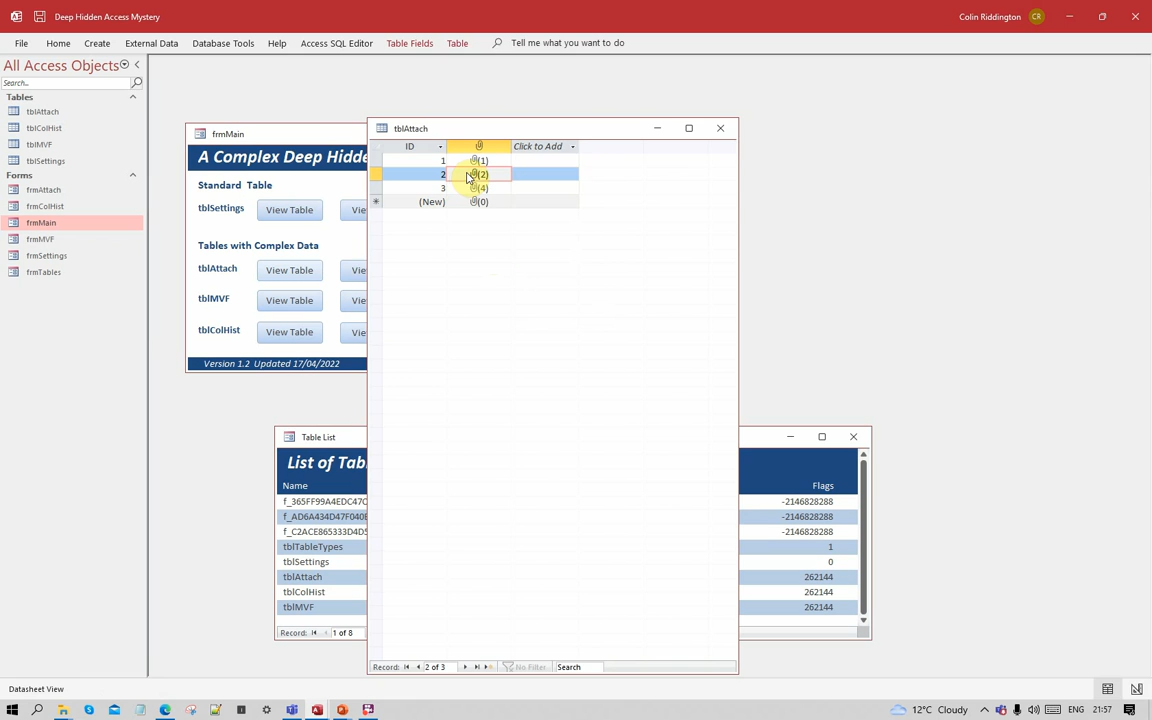 Deep Hidden Access Mystery
Colin Riddington CR
File Home Create External Data Database Tools Help Access SQL Editor Table Fields Table Tell me what you want to do
All Access Objects
Search...
Tables
tblAttach
tblColHist
tblMVF
tblSettings
Forms
frmAttach
frmColHist
frmMain
frmMVF
frmSettings
frmTables
frmMain
A Complex Deep Hidde
Standard Table
tblSettings View Table Vie
Tables with Complex Data
tblAttach View Table Vie
tblMVF View Table Vie
tblColHist View Table Vie
Version 1.2 Updated 17/04/2022
tblAttach
ID Click to Add
1 (1)
2 (2)
3 (4)
(New) (0)
Record: 2 of 3 No Filter Search
Table List
List of Tab
Name Flags
f_365FF99A4EDC47C -2146828288
f_AD6A434D47F040E -2146828288
f_C2ACE865333D4D5 -2146828288
tblTableTypes 1
tblSettings 0
tblAttach 262144
tblColHist 262144
tblMVF 262144
Record: 1 of 8
Datasheet View
12°C Cloudy ENG 21:57